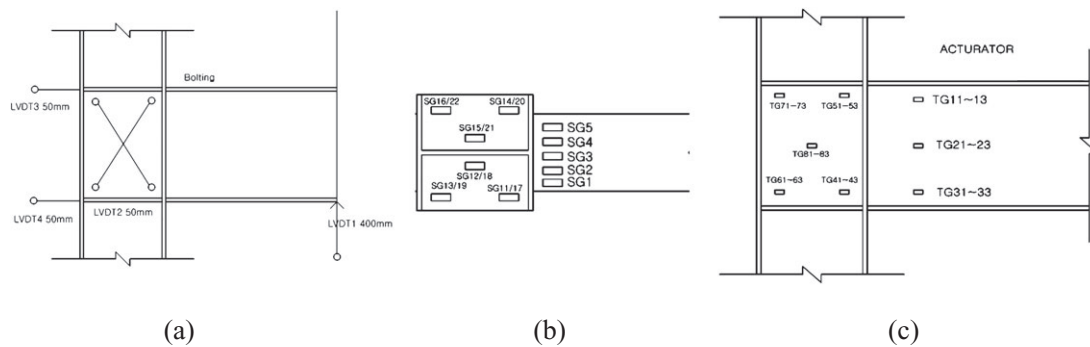 Bolting
LVDT3 50mm
LVDT4 50mm
LVDT2 50mm
LVDT1 400mm
SG16/22
SG14/20
SG15/21
SG12/18
SG13/19
SG11/17
SG5
SG4
SG3
SG2
SG1
ACTURATOR
TG71-73
TG51-53
TG11~13
TG81-83
TG21~23
TG61-63
TG41-43
TG31~33
(a)
(b)
(c)